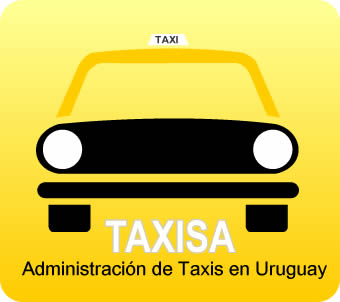 TAXI
TAXISA
Administración de Taxis en Uruguay